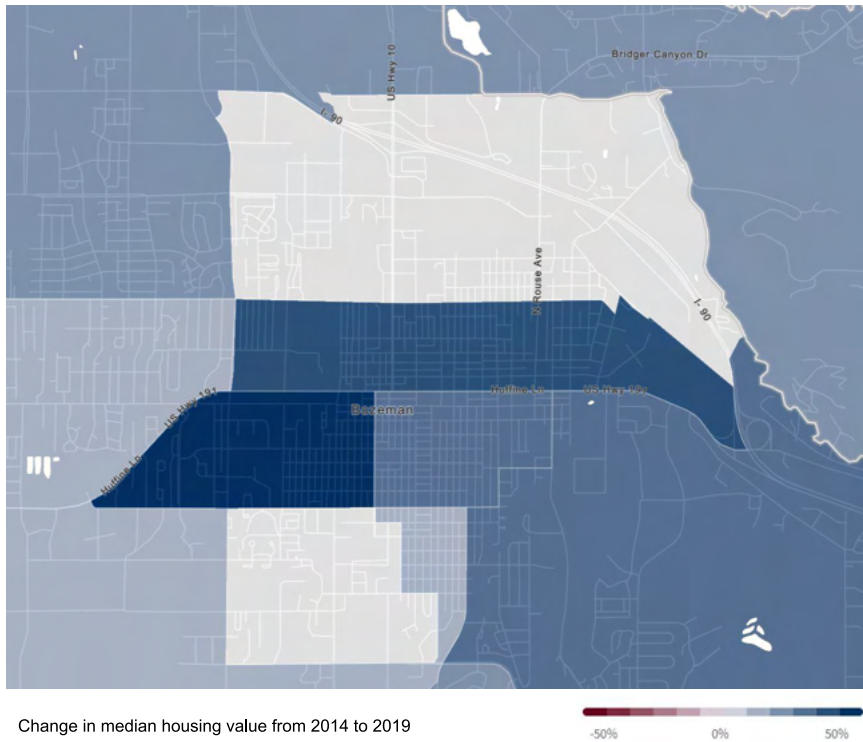 Bridger Canyon Dr
US Hwy 10
I- 90
N Rouse Ave
I- 90
US-Hwy-191
Huffine Ln
US-Hwy-191
Bozeman
Huffine Ln
Change in median housing value from 2014 to 2019
-50%
0%
50%